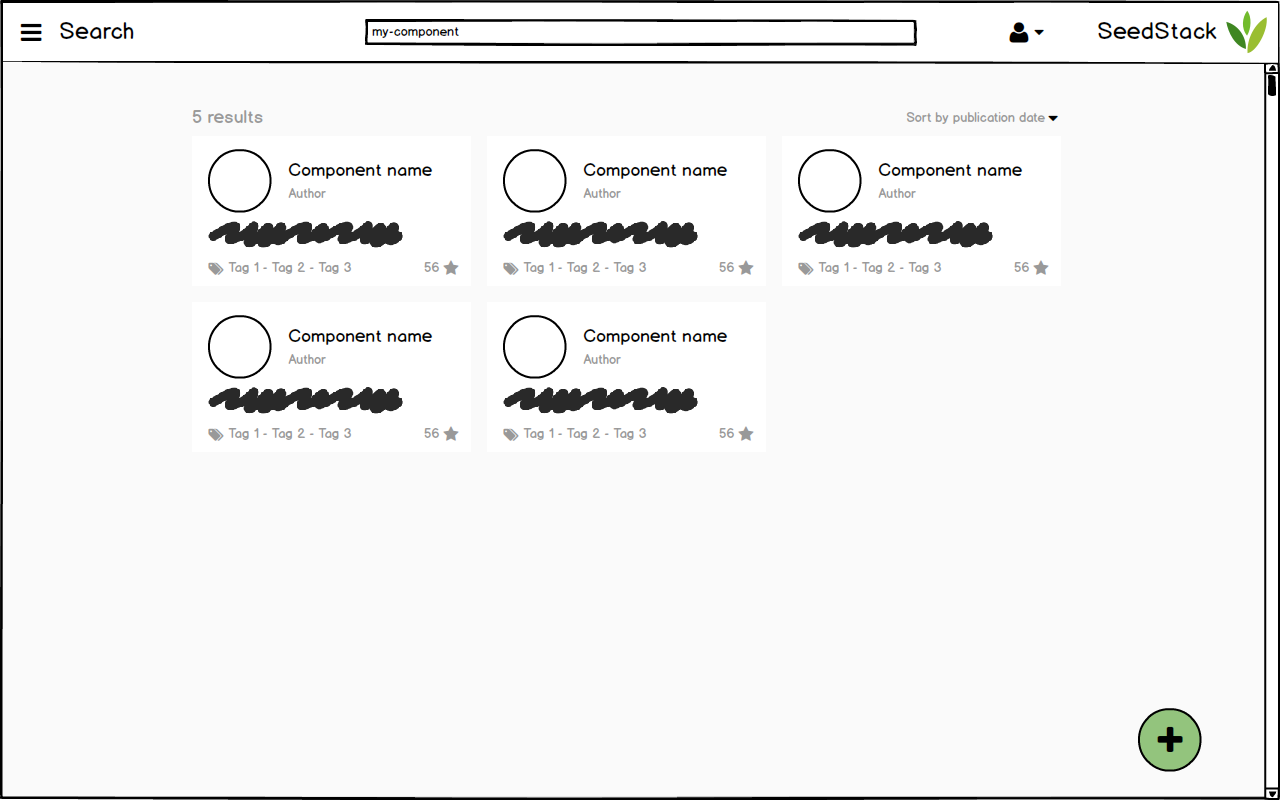 Search
my-component
SeedStack
5 results
Sort by publication date
Component name
Author
Tag 1 - Tag 2 - Tag 3
56
Component name
Author
Tag 1 - Tag 2 - Tag 3
56
Component name
Author
Tag 1 - Tag 2 - Tag 3
56
Component name
Author
Tag 1 - Tag 2 - Tag 3
56
Component name
Author
Tag 1 - Tag 2 - Tag 3
56